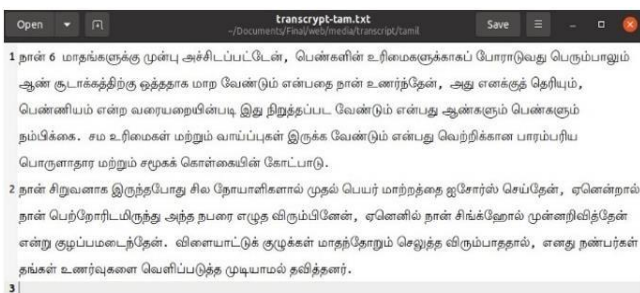 Open
transcrypt-tam.txt
~/Documents/Final/web/media/transcript/tamil
Save
1 நான் 6 மாதங்களுக்கு முன்பு அச்சிடப்பட்டேன், பெண்களின் உரிமைகளுக்காகப் போராடுவது பெரும்பாலும்
ஆண் சூடாக்கத்திற்கு ஒத்ததாக மாற வேண்டும் என்பதை நான் உணர்ந்தேன், அது எனக்குத் தெரியும்,
பெண்ணியம் என்ற வரையறையின்படி இது நிறுத்தப்பட வேண்டும் என்பது ஆண்களும் பெண்களும்
நம்பிக்கை. சம உரிமைகள் மற்றும் வாய்ப்புகள் இருக்க வேண்டும் என்பது வெற்றிக்கான பாரம்பரிய
பொருளாதார மற்றும் சமூகக் கொள்கையின் கோட்பாடு.
2 நான் சிறுவனாக இருந்தபோது சில நோயாளிகளால் முதல் பெயர் மாற்றத்தை ஐசோர்ஸ் செய்தேன், ஏனென்றால்
நான் பெற்றோரிடமிருந்து அந்த நபரை எழுத விரும்பினேன், ஏனெனில் நான் சிங்க்ஹோல் முன்னறிவித்தேன்
என்று குழப்பமடைந்தேன். விளையாட்டுக் குழுக்கள் மாதந்தோறும் செலுத்த விரும்பாததால், எனது நண்பர்கள்
தங்கள் உணர்வுகளை வெளிப்படுத்த முடியாமல் தவித்தனர்.
3